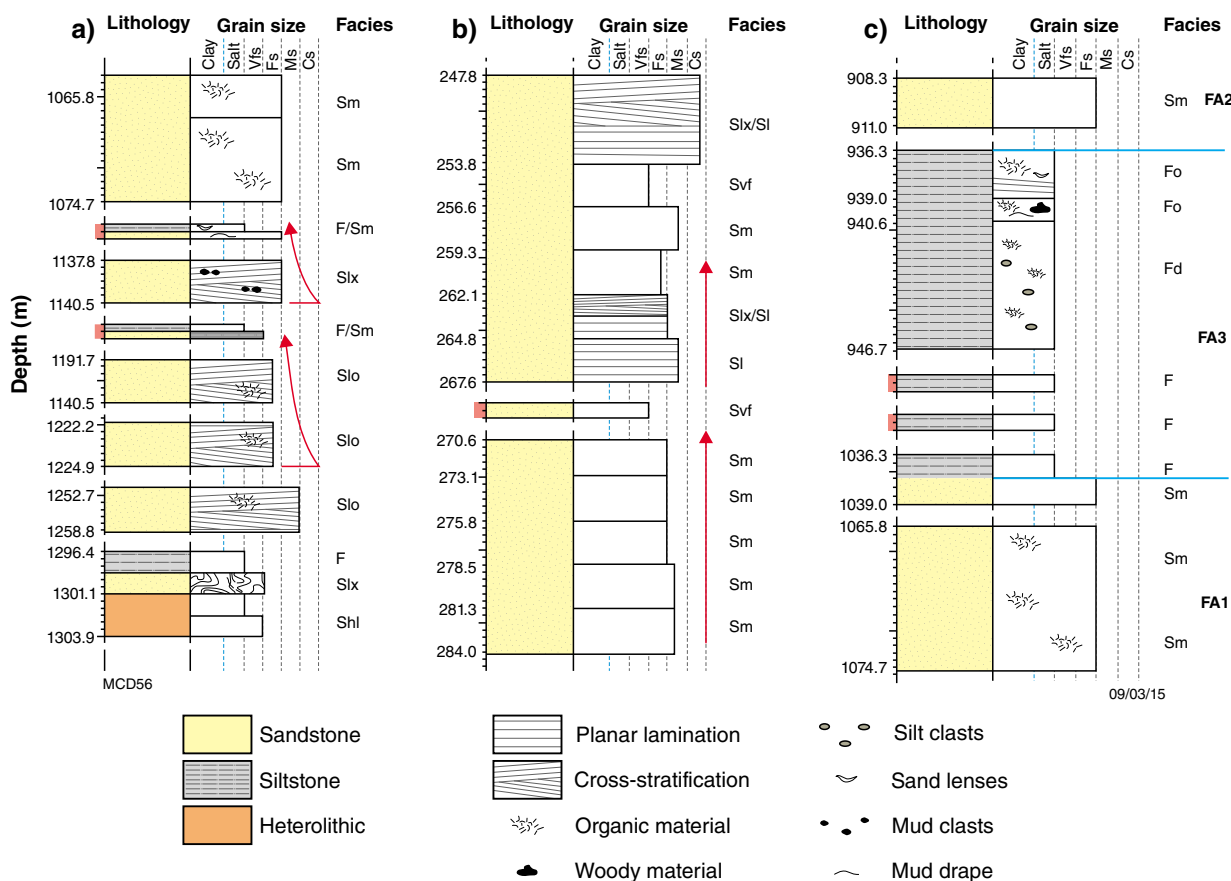 a) Lithology Grain size Facies
Clay Salt Vfs Fs Ms Cs
Depth (m)
1065.8
Sm
Sm
1074.7
F/Sm
1137.8
Slx
1140.5
F/Sm
1191.7
Slo
1140.5
1222.2
Slo
1224.9
1252.7
Slo
1258.8
1296.4
F
Slx
1301.1
Shl
1303.9
MCD56
b) Lithology Grain size Facies
Clay Salt Vfs Fs Ms Cs
247.8
Slx/Sl
253.8
Svf
256.6
Sm
259.3
Sm
262.1
Slx/Sl
264.8
Sl
267.6
Svf
270.6
Sm
273.1
Sm
275.8
Sm
278.5
Sm
281.3
Sm
284.0
c) Lithology Grain size Facies
Clay Salt Vfs Fs Ms Cs
908.3
Sm FA2
911.0
936.3
Fo
939.0
Fo
940.6
Fd
FA3
946.7
F
F
1036.3
F
Sm
1039.0
1065.8
Sm
FA1
Sm
1074.7
09/03/15
Sandstone
Siltstone
Heterolithic
Planar lamination
Cross-stratification
Organic material
Woody material
Silt clasts
Sand lenses
Mud clasts
Mud drape